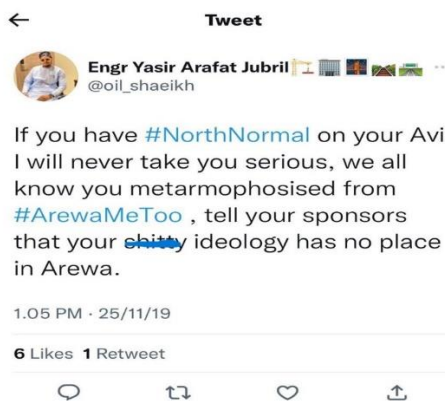 Tweet
Engr Yasir Arafat Jubril
@oil_shaeikh
If you have #NorthNormal on your Avi
I will never take you serious, we all
know you metarmophosised from
#ArewaMeToo , tell your sponsors
that your shitty ideology has no place
in Arewa.
1.05 PM · 25/11/19
6 Likes 1 Retweet